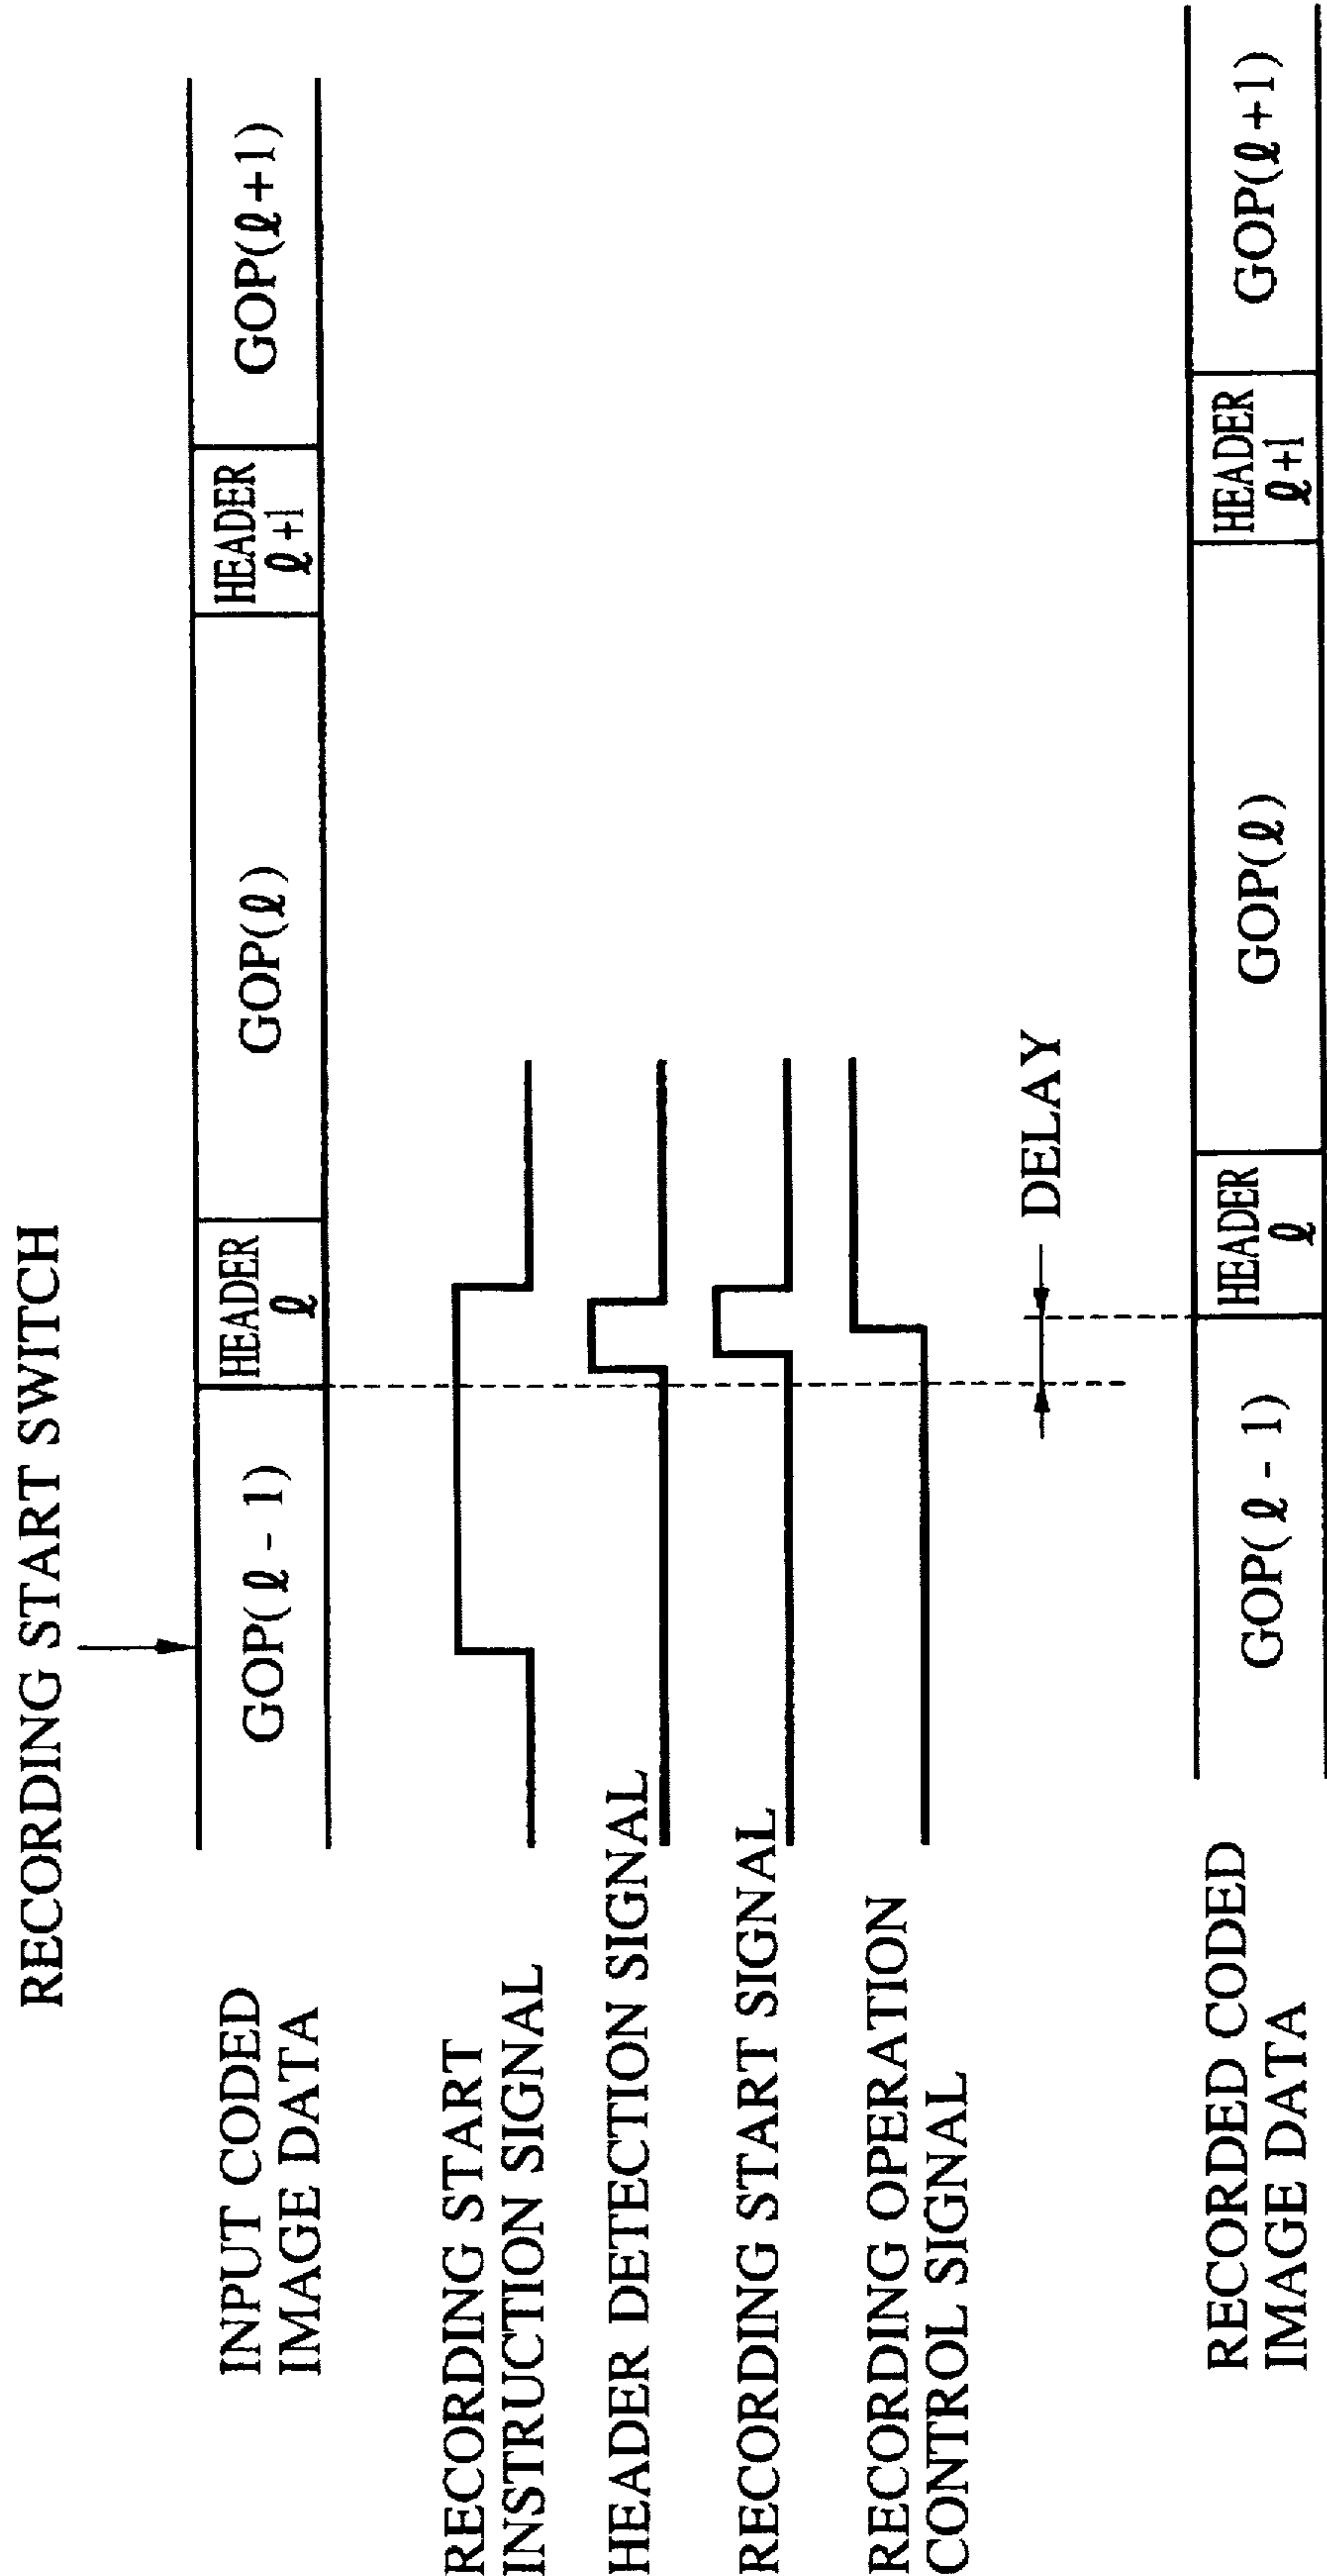 RECORDING START SWITCH
INPUT CODED
IMAGE DATA
GOP(ℓ - 1)
HEADER
ℓ
GOP(ℓ)
HEADER
ℓ+1
GOP(ℓ+1)
RECORDING START
INSTRUCTION SIGNAL
HEADER DETECTION SIGNAL
RECORDING START SIGNAL
RECORDING OPERATION
CONTROL SIGNAL
DELAY
RECORDED CODED
IMAGE DATA
GOP(ℓ - 1)
HEADER
ℓ
GOP(ℓ)
HEADER
ℓ+1
GOP(ℓ+1)